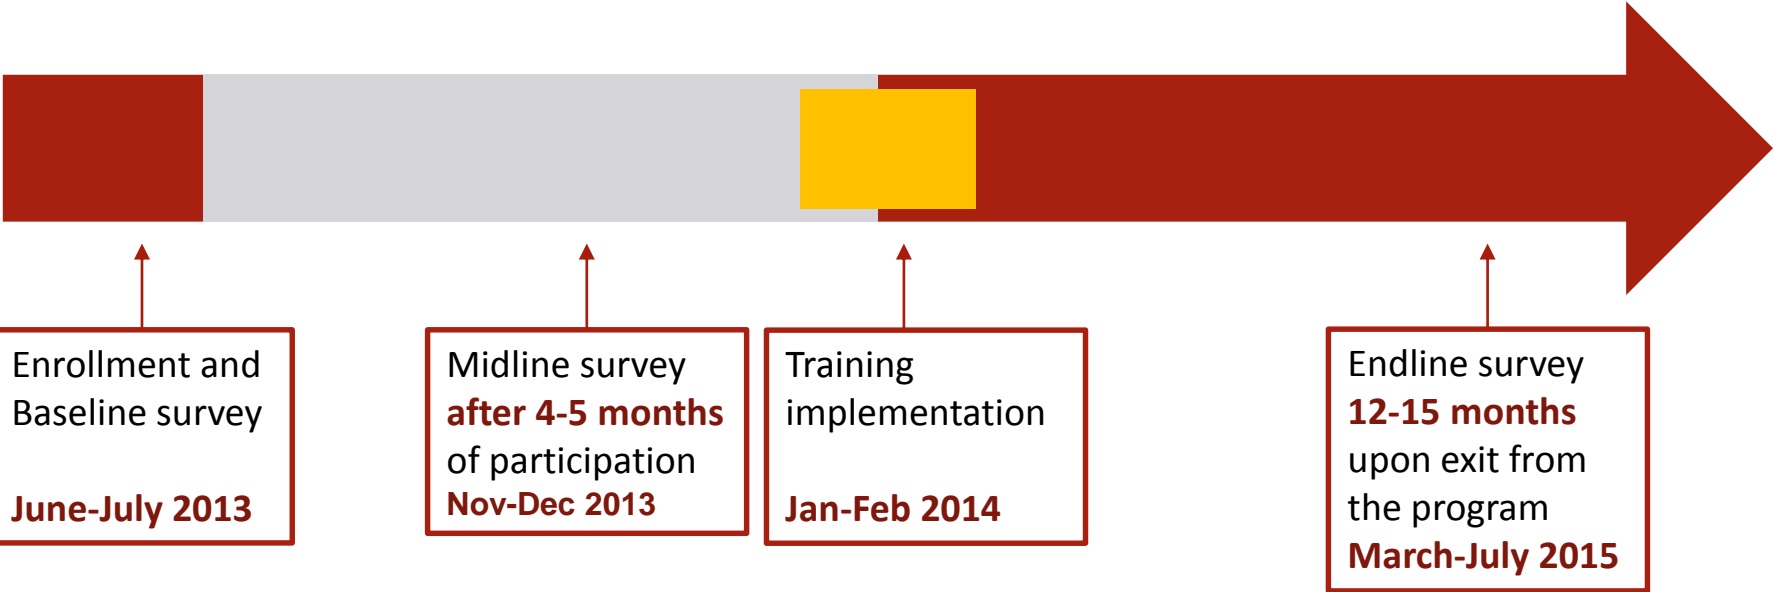 Enrollment and
Baseline survey
June-July 2013
Midline survey
after 4-5 months
of participation
Nov-Dec 2013
Training
implementation
Jan-Feb 2014
Endline survey
12-15 months
upon exit from
the program
March-July 2015